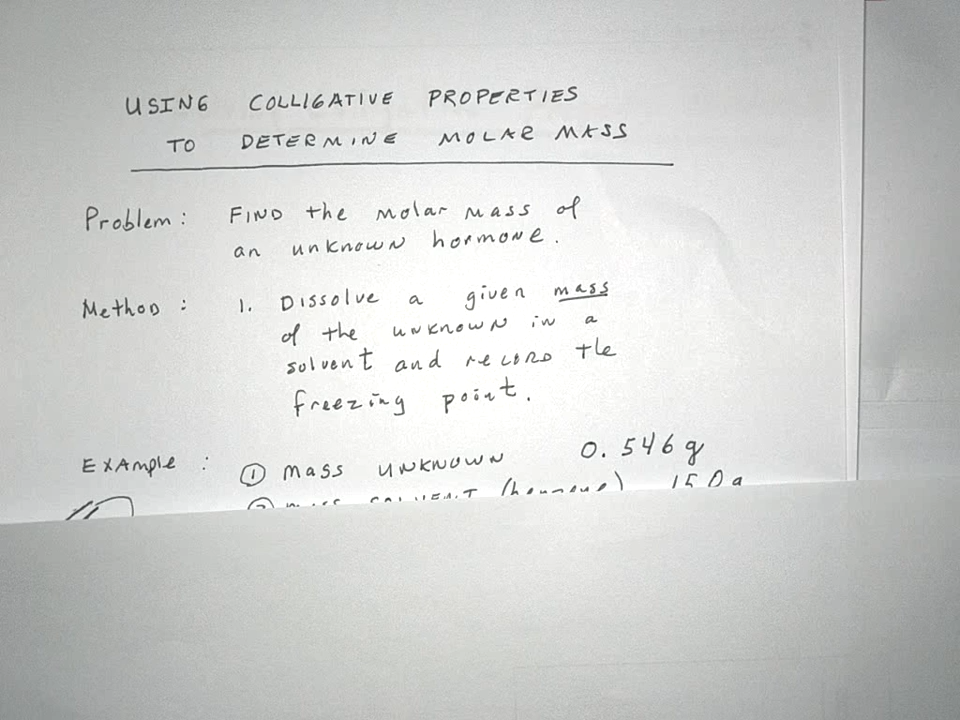 USING COLLIGATIVE PROPERTIES
TO DETERMINE MOLAR MASS
Problem: FIND the Molar Mass of
an unknown hormone.
Method: 1. Dissolve a given mass
of the unknown in a
solvent and record the
freezing point.
Example: ① Mass UNKNOWN 0.546 g